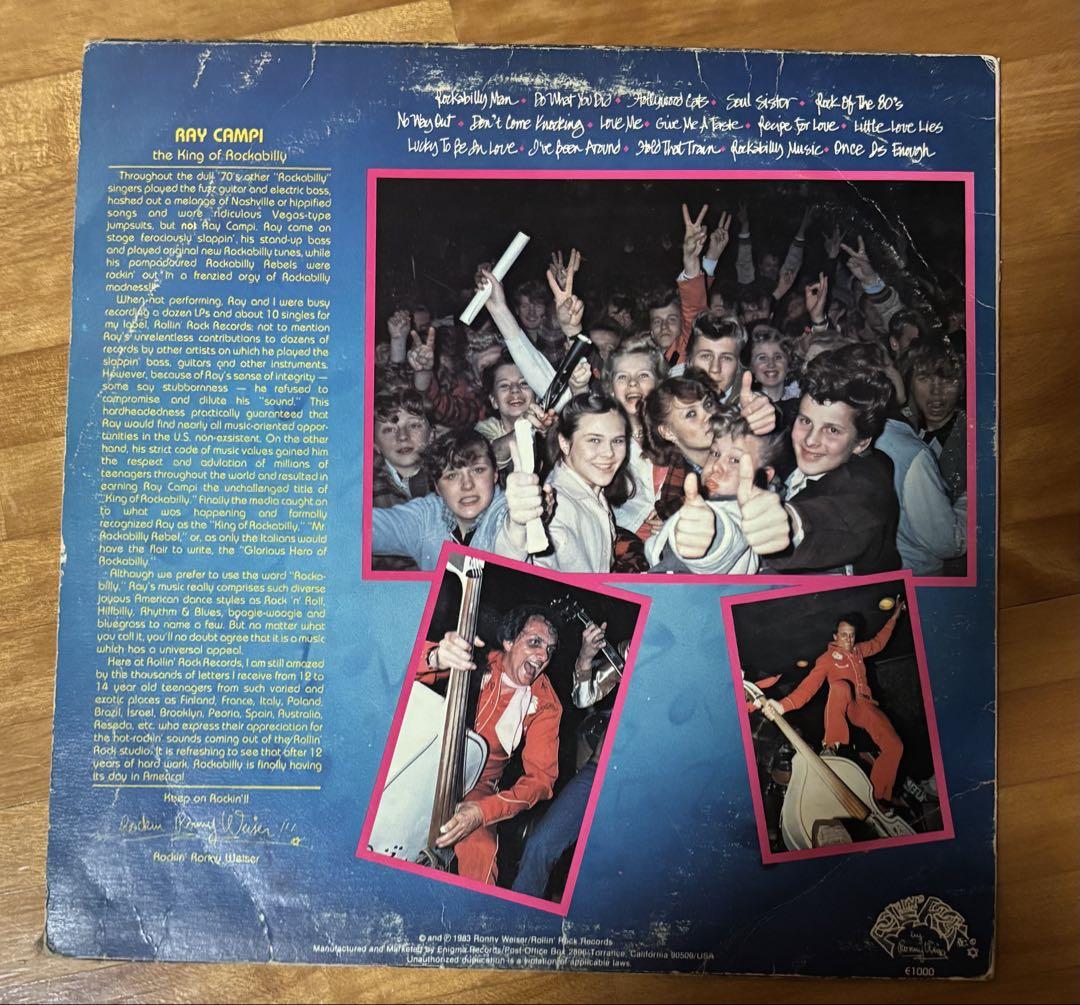 Rockabilly Man • Do What You Did • Hollywood Cats • Soul Sister • Rock Of The 80's
No Way Out • Don't Come Knocking • Love Me • Give Me A Taste • Recipe For Love • Little Love Lies
Lucky To Be In Love • I've Been Around • Hold That Train • Rockabilly Music • Once Is Enough
RAY CAMPI
the King of Rockabilly
Throughout the dull '70's other "Rockabilly"
singers played the fuzz guitar and electric bass,
hashed out a melange of Nashville or hippified
songs and wore ridiculous Vegas-type
jumpsuits, but not Ray Campi. Ray came on
stage ferociously slappin', his stand-up bass
and played original new Rockabilly tunes, while
his pompadoured Rockabilly Rebels were
rockin' out in a frenzied orgy of Rockabilly
madness!!
When not performing, Ray and I were busy
recording a dozen LPs and about 10 singles for
my label, Rollin' Rock Records; not to mention
Ray's unrelentless contributions to dozens of
records by other artists on which he played the
slappin' bass, guitars and other instruments.
However, because of Ray's sense of integrity —
some say stubbornness — he refused to
compromise and dilute his "sound." This
hardheadedness practically guaranteed that
Ray would find nearly all music-oriented oppor-
tunities in the U.S. non-exsistent. On the other
hand, his strict code of music values gained him
the respect and adulation of millions of
teenagers throughout the world and resulted in
earning Ray Campi the unchallenged title of
"King of Rockabilly." Finally the media caught on
to what was happening and formally
recognized Ray as the "King of Rockabilly," "Mr.
Rockabilly Rebel," or, as only the Italians would
have the flair to write, the "Glorious Hero of
Rockabilly."
Although we prefer to use the word "Rocka-
billy," Ray's music really comprises such diverse
joyous American dance styles as Rock 'n' Roll,
Hillbilly, Rhythm & Blues, boogie-woogie and
bluegrass to name a few. But no matter what
you call it, you'll no doubt agree that it is a music
which has a universal appeal.
Here at Rollin' Rock Records, I am still amazed
by the thousands of letters I receive from 12 to
14 year old teenagers from such varied and
exotic places as Finland, France, Italy, Poland,
Brazil, Israel, Brooklyn, Peoria, Spain, Australia,
Reseda, etc. who express their appreciation for
the hot-rockin' sounds coming out of the Rollin'
Rock studio. It is refreshing to see that after 12
years of hard work, Rockabilly is finally having
its day in America!
Keep on Rockin'!!
Rockin Ronny Weiser !!!
Rockin' Ronny Weiser
© and ℗ 1983 Ronny Weiser/Rollin' Rock Records
Manufactured and Marketed by Enigma Records/Post Office Box 2896/Torrance, California 90509/USA
Unauthorized duplication is a violation of applicable laws.
E1000